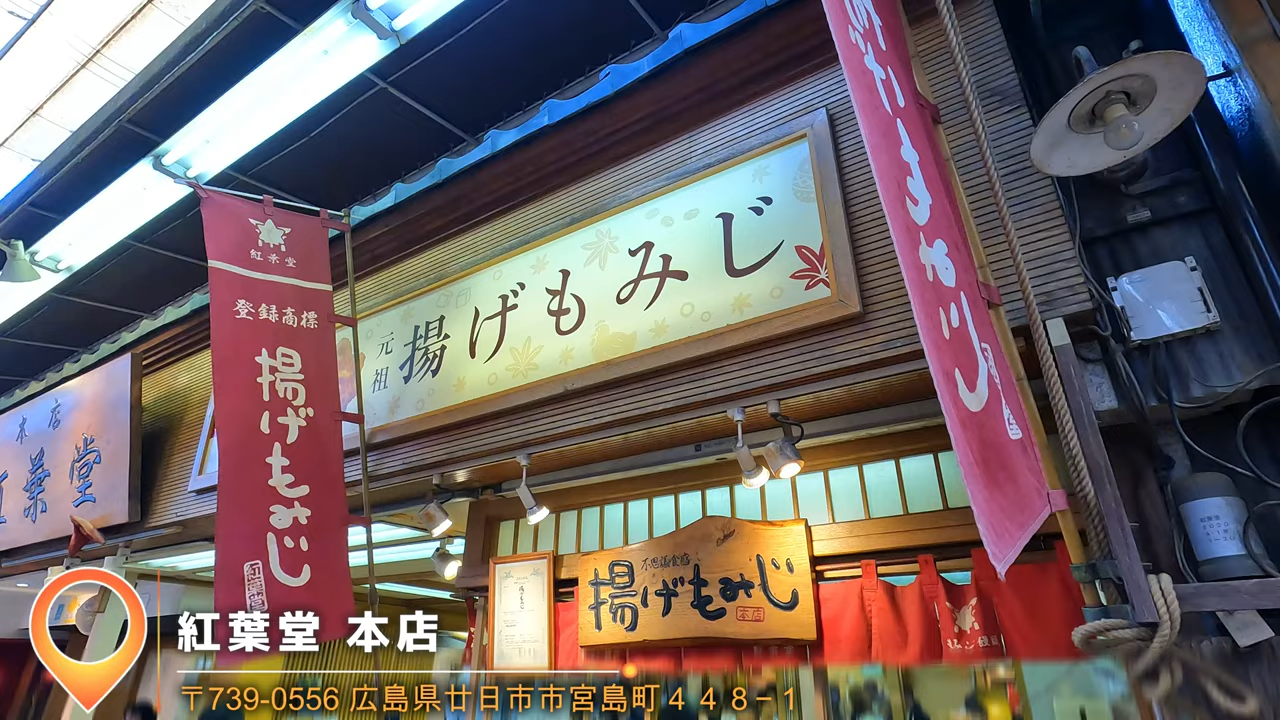 紅葉堂
登録商標
揚げもみじ
紅葉堂
元祖
揚げもみじ
本店
葉堂
不思議食感
揚げもみじ
本店
紅葉堂 本店
〒739-0556 広島県廿日市市宮島町４４８−１